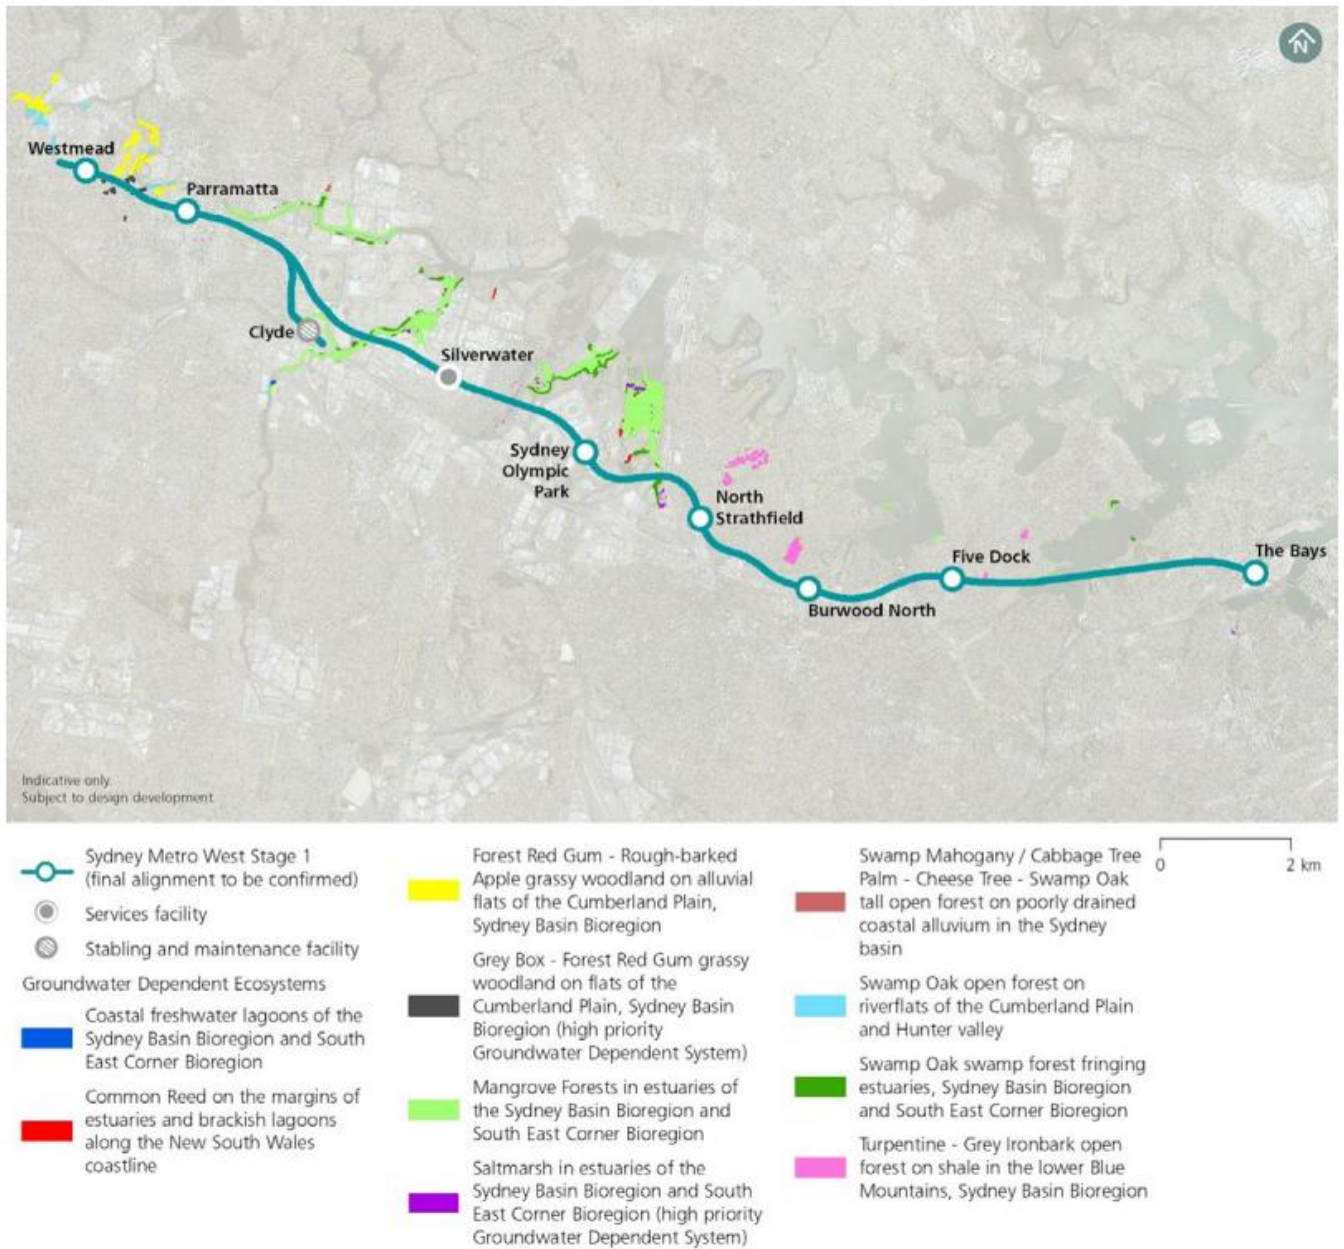 N
Westmead
Parramatta
Clyde
Silverwater
Sydney
Olympic
Park
North
Strathfield
Five Dock
The Bays
Burwood North
Indicative only.
Subject to design development
Sydney Metro West Stage 1
(final alignment to be confirmed)
Services facility
Stabling and maintenance facility
Groundwater Dependent Ecosystems
Coastal freshwater lagoons of the
Sydney Basin Bioregion and South
East Corner Bioregion
Common Reed on the margins of
estuaries and brackish lagoons
along the New South Wales
coastline
Forest Red Gum - Rough-barked
Apple grassy woodland on alluvial
flats of the Cumberland Plain,
Sydney Basin Bioregion
Grey Box - Forest Red Gum grassy
woodland on flats of the
Cumberland Plain, Sydney Basin
Bioregion (high priority
Groundwater Dependent System)
Mangrove Forests in estuaries of
the Sydney Basin Bioregion and
South East Corner Bioregion
Saltmarsh in estuaries of the
Sydney Basin Bioregion and South
East Corner Bioregion (high priority
Groundwater Dependent System)
Swamp Mahogany / Cabbage Tree
Palm - Cheese Tree - Swamp Oak
tall open forest on poorly drained
coastal alluvium in the Sydney
basin
Swamp Oak open forest on
riverflats of the Cumberland Plain
and Hunter valley
Swamp Oak swamp forest fringing
estuaries, Sydney Basin Bioregion
and South East Corner Bioregion
Turpentine - Grey Ironbark open
forest on shale in the lower Blue
Mountains, Sydney Basin Bioregion
0 2 km